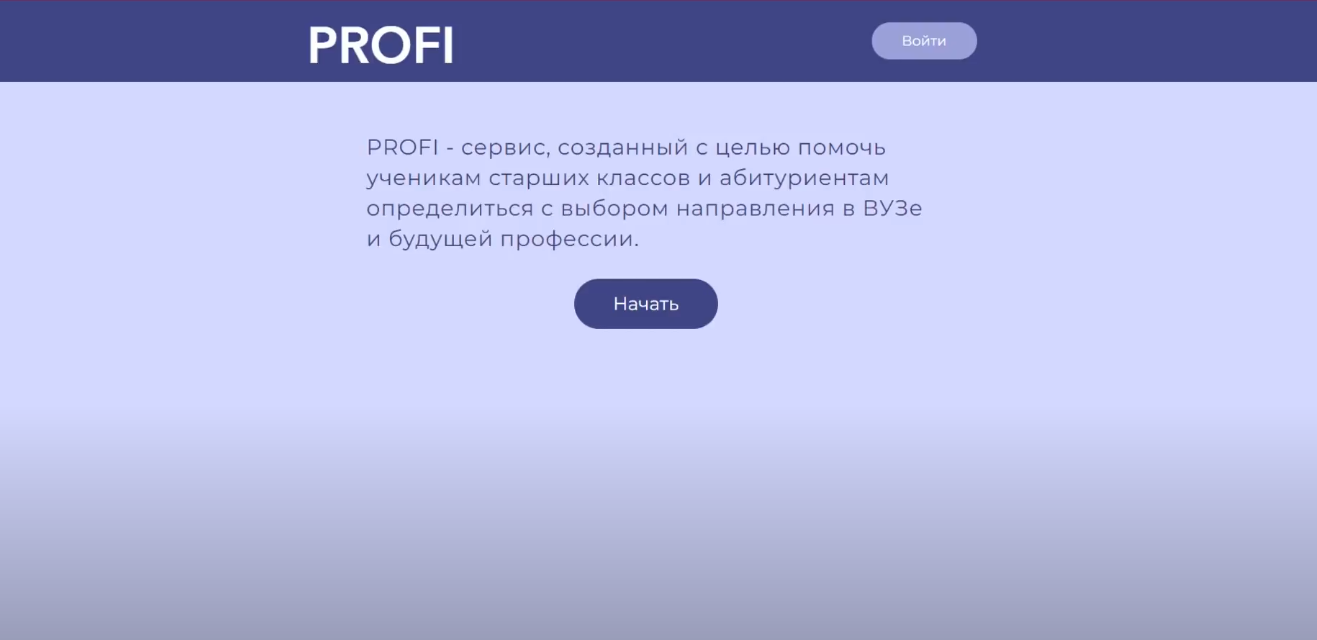 PROFI
Войти
PROFI - сервис, созданный с целью помочь
ученикам старших классов и абитуриентам
определиться с выбором направления в ВУЗе
и будущей профессии.
Начать